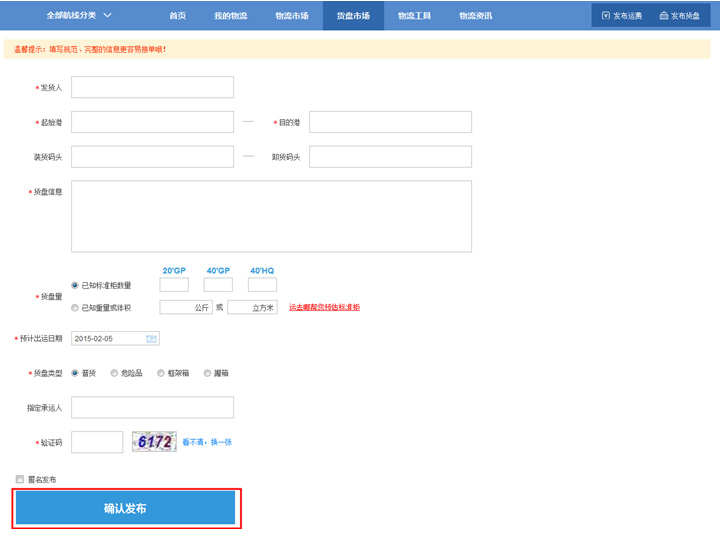 全部航线分类 首页 我的物流 物流市场 货盘市场 物流工具 物流资讯 发布运费 发布货盘
温馨提示：填写规范、完整的信息更容易接单哦！
* 发货人
* 起始港 — * 目的港
装货码头 — 卸货码头
* 货盘信息
20'GP 40'GP 40'HQ
已知标准柜数量
* 货盘量
已知重量或体积 公斤 或 立方米 运去哪帮您预估标准柜
* 预计出运日期 2015-02-05
* 货盘类型 普货 危险品 框架箱 罐箱
指定承运人
* 验证码 6172 看不清，换一张
匿名发布
确认发布